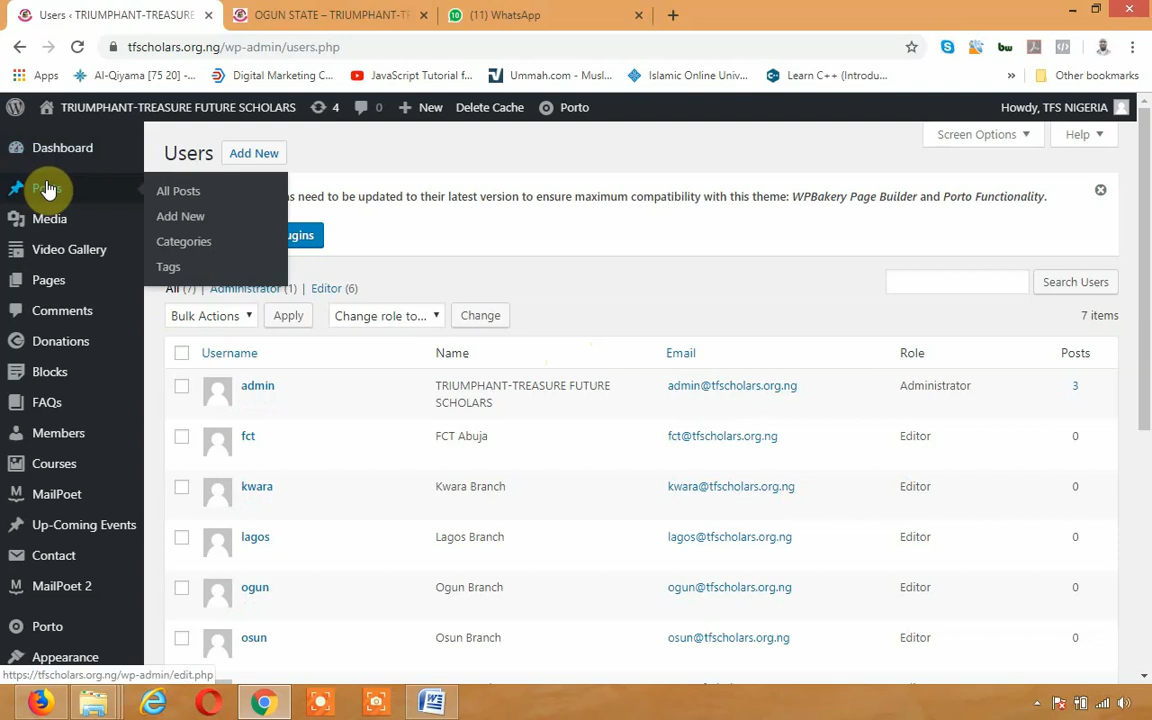 Users ‹ TRIUMPHANT-TREASURE
OGUN STATE – TRIUMPHANT-T
(11) WhatsApp
tfscholars.org.ng/wp-admin/users.php
Apps
Al-Qiyama [75 20] -...
Digital Marketing C...
JavaScript Tutorial f...
Ummah.com - Musl...
Islamic Online Univ...
Learn C++ (Introdu...
Other bookmarks
TRIUMPHANT-TREASURE FUTURE SCHOLARS 4 0 New Delete Cache Porto
Howdy, TFS NIGERIA
Dashboard
Posts
Media
Video Gallery
Pages
Comments
Donations
Blocks
FAQs
Members
Courses
MailPoet
Up-Coming Events
Contact
MailPoet 2
Porto
Appearance
All Posts
Add New
Categories
Tags
Screen Options
Help
Users Add New
need to be updated to their latest version to ensure maximum compatibility with this theme: WPBakery Page Builder and Porto Functionality.
All (7) | Administrator (1) | Editor (6)
Search Users
Bulk Actions Apply Change role to... Change 7 items
Username Name Email Role Posts
admin TRIUMPHANT-TREASURE FUTURE SCHOLARS admin@tfscholars.org.ng Administrator 3
fct FCT Abuja fct@tfscholars.org.ng Editor 0
kwara Kwara Branch kwara@tfscholars.org.ng Editor 0
lagos Lagos Branch lagos@tfscholars.org.ng Editor 0
ogun Ogun Branch ogun@tfscholars.org.ng Editor 0
osun Osun Branch osun@tfscholars.org.ng Editor 0
https://tfscholars.org.ng/wp-admin/edit.php